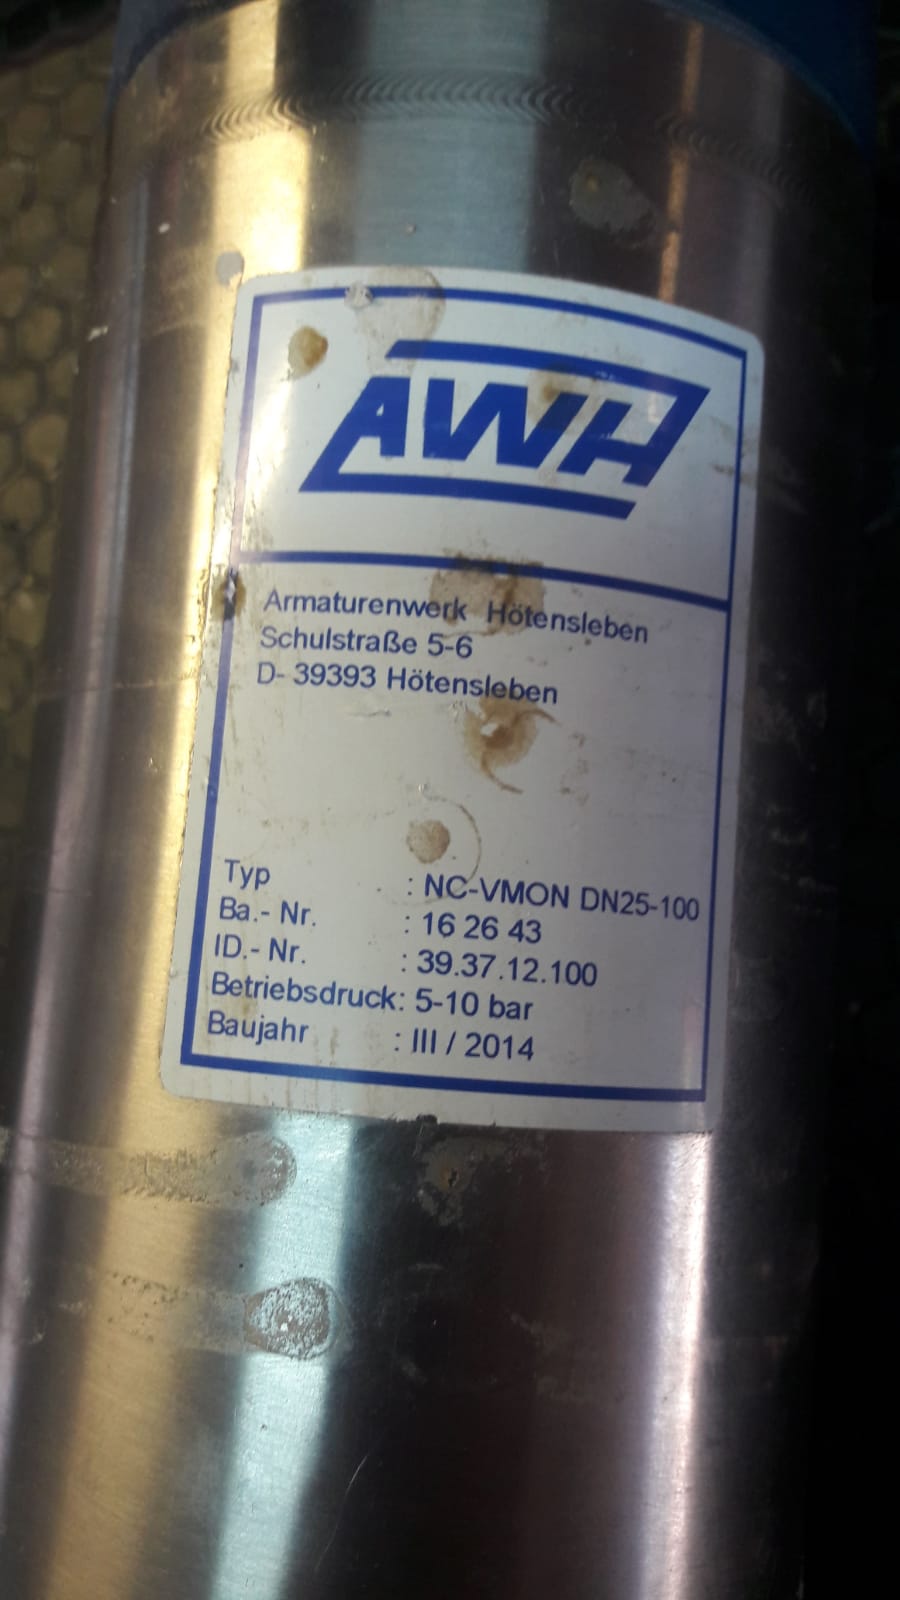 AWH
Armaturenwerk Hötensleben
Schulstraße 5-6
D- 39393 Hötensleben
Typ : NC-VMON DN25-100
Ba.- Nr. : 16 26 43
ID.- Nr. : 39.37.12.100
Betriebsdruck: 5-10 bar
Baujahr : III / 2014